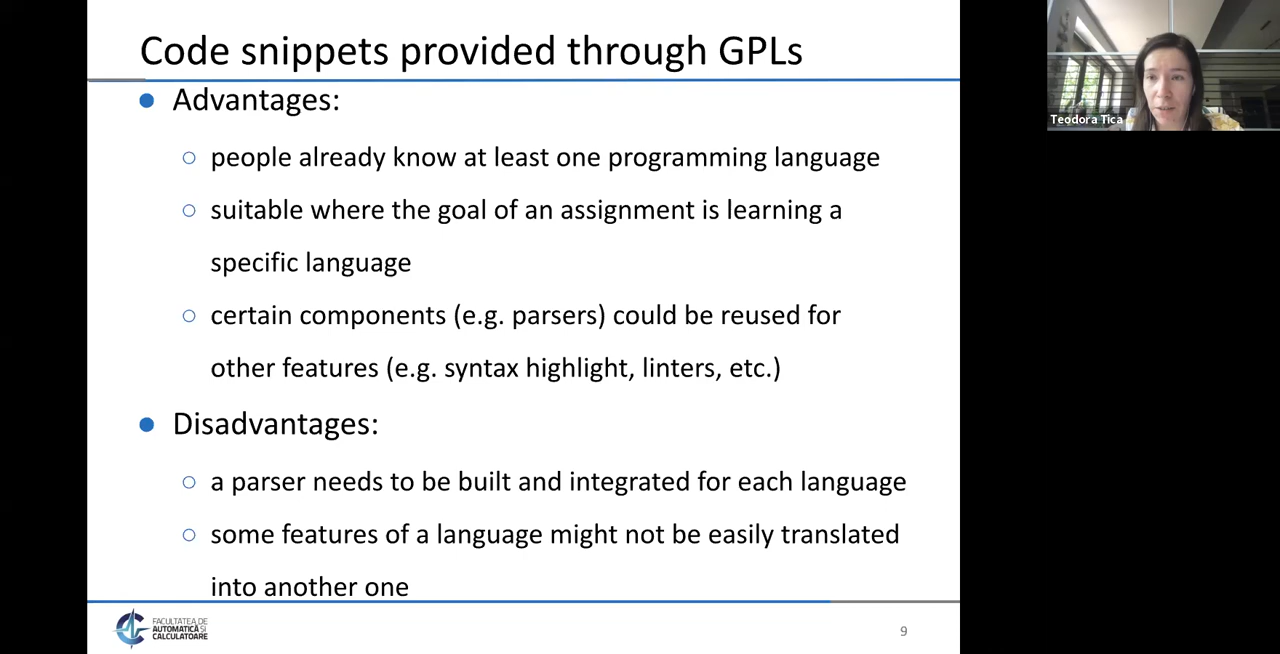 Code snippets provided through GPLs
Advantages:
people already know at least one programming language
suitable where the goal of an assignment is learning a
specific language
certain components (e.g. parsers) could be reused for
other features (e.g. syntax highlight, linters, etc.)
Disadvantages:
a parser needs to be built and integrated for each language
some features of a language might not be easily translated
into another one
FACULTATEA DE
AUTOMATICĂ ȘI
CALCULATOARE
9
Teodora Tica